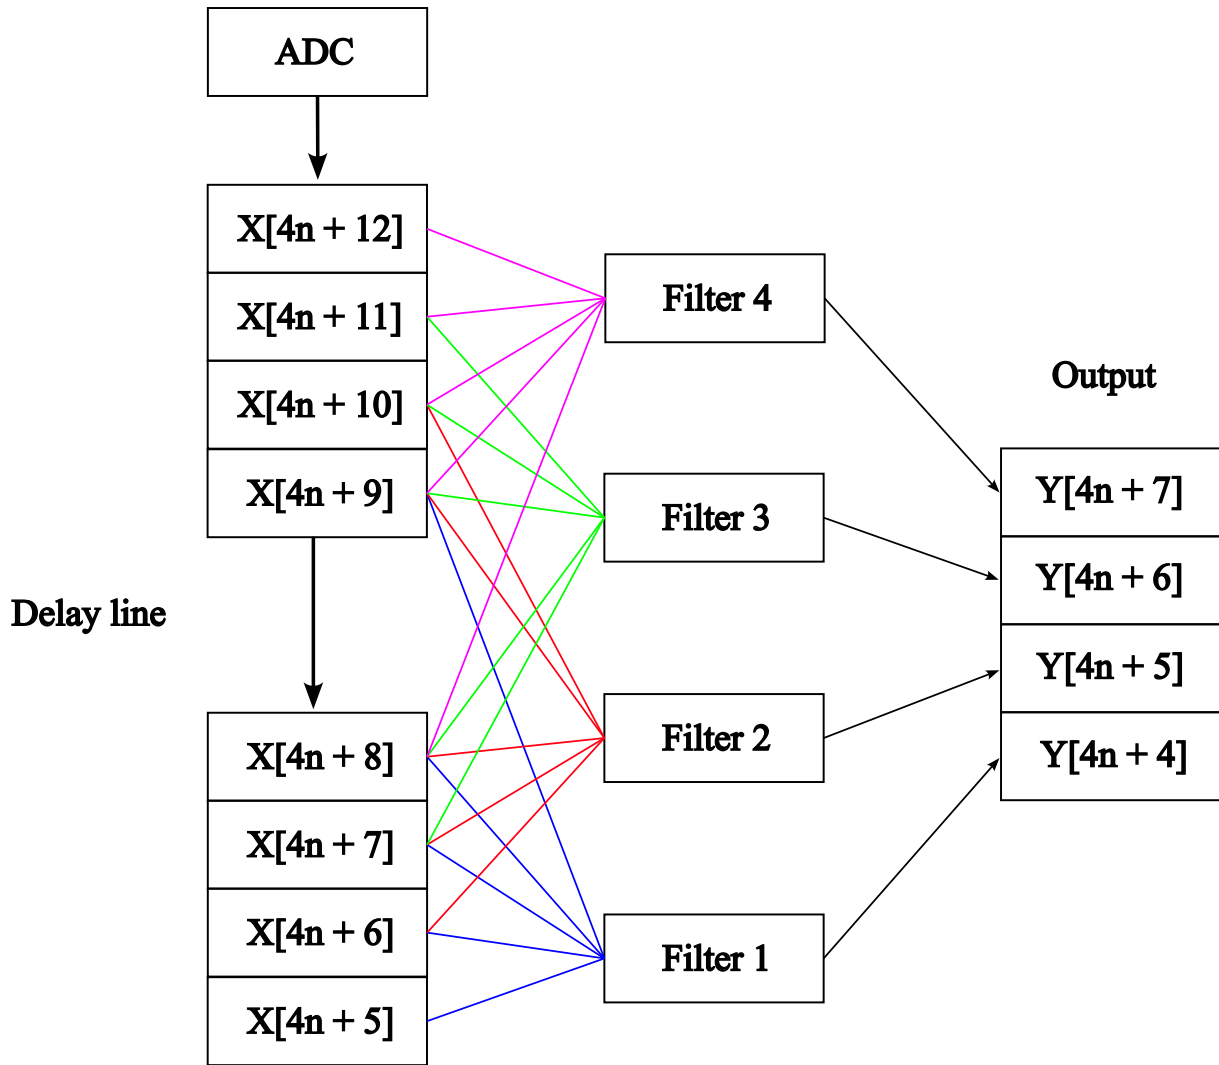 ADC
X[4n + 12]
X[4n + 11]
X[4n + 10]
X[4n + 9]
Delay line
X[4n + 8]
X[4n + 7]
X[4n + 6]
X[4n + 5]
Filter 4
Filter 3
Filter 2
Filter 1
Output
Y[4n + 7]
Y[4n + 6]
Y[4n + 5]
Y[4n + 4]